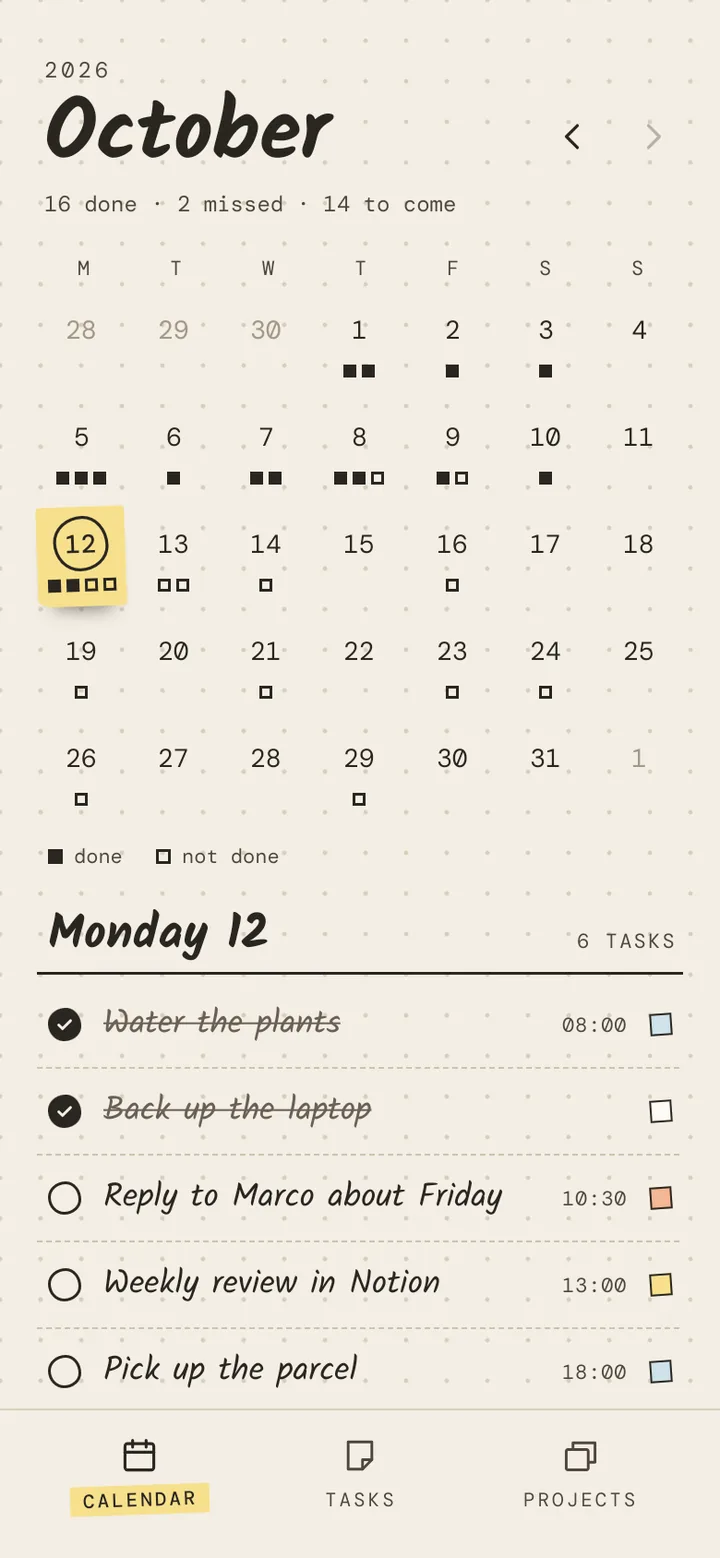 2026
October
16 done · 2 missed · 14 to come
M T W T F S S
28 29 30 1 2 3 4
5 6 7 8 9 10 11
12 13 14 15 16 17 18
19 20 21 22 23 24 25
26 27 28 29 30 31 1
done not done
Monday 12 6 TASKS
Water the plants 08:00
Back up the laptop
Reply to Marco about Friday 10:30
Weekly review in Notion 13:00
Pick up the parcel 18:00
CALENDAR TASKS PROJECTS